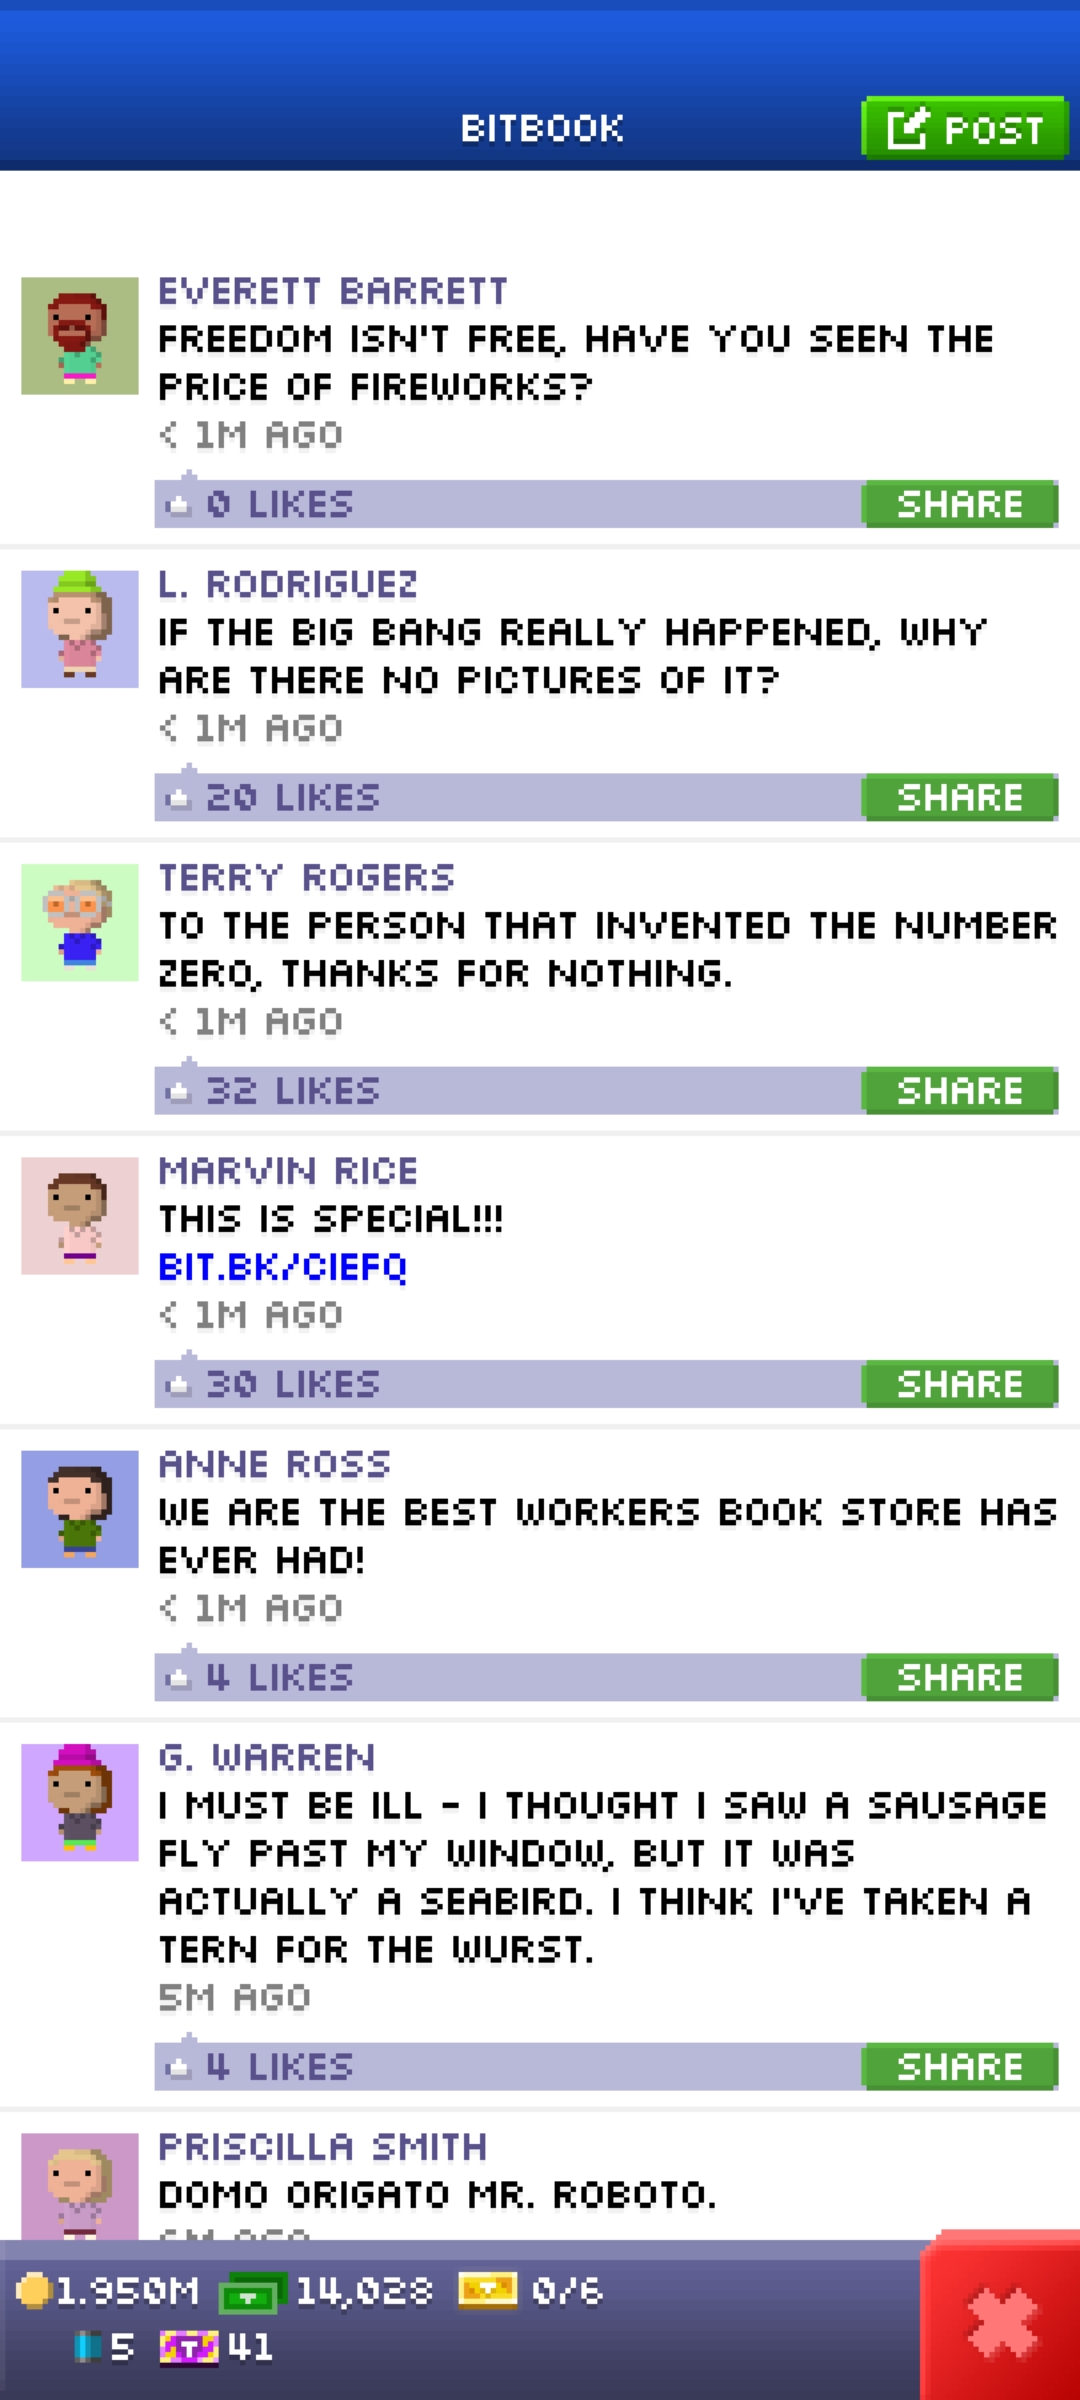 BITBOOK
POST
EVERETT BARRETT
FREEDOM ISN'T FREE, HAVE YOU SEEN THE
PRICE OF FIREWORKS?
< 1M AGO
0 LIKES
SHARE
L. RODRIGUEZ
IF THE BIG BANG REALLY HAPPENED, WHY
ARE THERE NO PICTURES OF IT?
< 1M AGO
20 LIKES
SHARE
TERRY ROGERS
TO THE PERSON THAT INVENTED THE NUMBER
ZERO, THANKS FOR NOTHING.
< 1M AGO
32 LIKES
SHARE
MARVIN RICE
THIS IS SPECIAL!!!
BIT.BK/CIEFQ
< 1M AGO
30 LIKES
SHARE
ANNE ROSS
WE ARE THE BEST WORKERS BOOK STORE HAS
EVER HAD!
< 1M AGO
4 LIKES
SHARE
G. WARREN
I MUST BE ILL - I THOUGHT I SAW A SAUSAGE
FLY PAST MY WINDOW, BUT IT WAS
ACTUALLY A SEABIRD. I THINK I'VE TAKEN A
TERN FOR THE WURST.
5M AGO
4 LIKES
SHARE
PRISCILLA SMITH
DOMO ORIGATO MR. ROBOTO.
1.950M 14,028 0/6
5 41